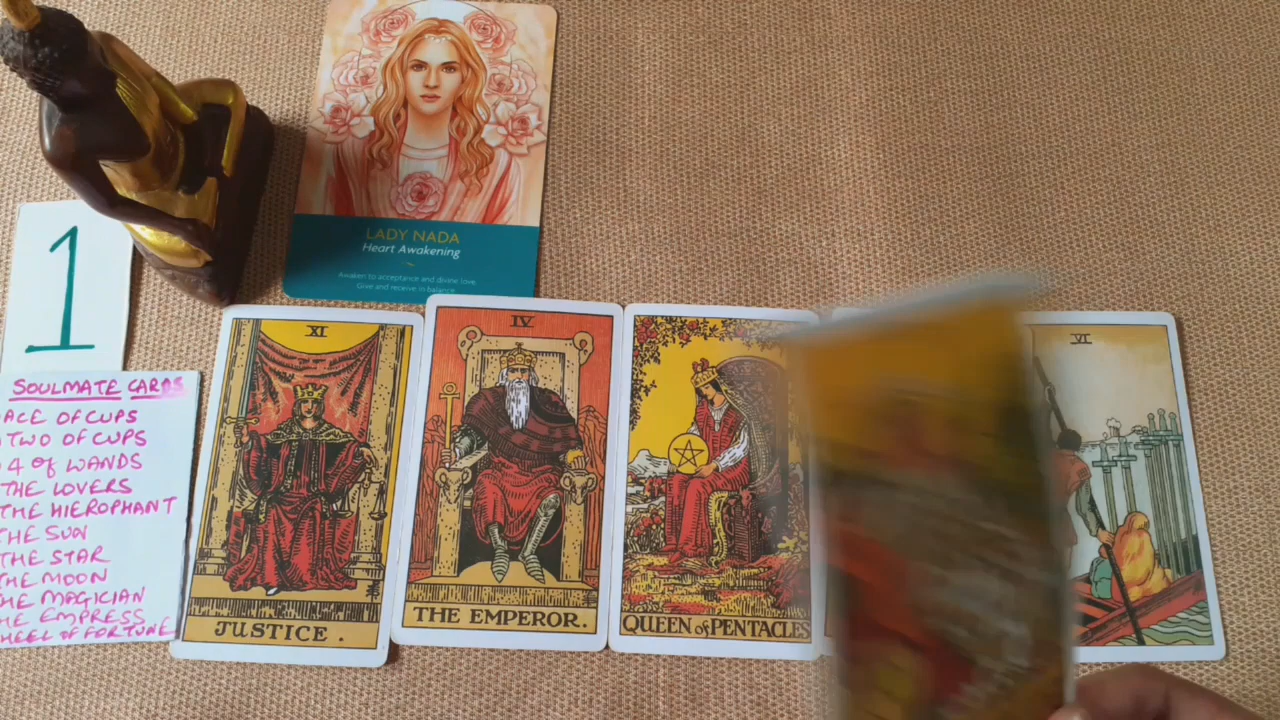 LADY NADA
Heart Awakening
Awaken to acceptance and divine love.
Give and receive in balance.
1
SOULMATE CARDS
ACE OF CUPS
TWO OF CUPS
4 of WANDS
THE LOVERS
THE HIEROPHANT
THE SUN
THE STAR
THE MOON
THE MAGICIAN
HE EMPRESS
HEEL OF FORTUNE
XI
JUSTICE.
IV
THE EMPEROR.
QUEEN of PENTACLES
VI